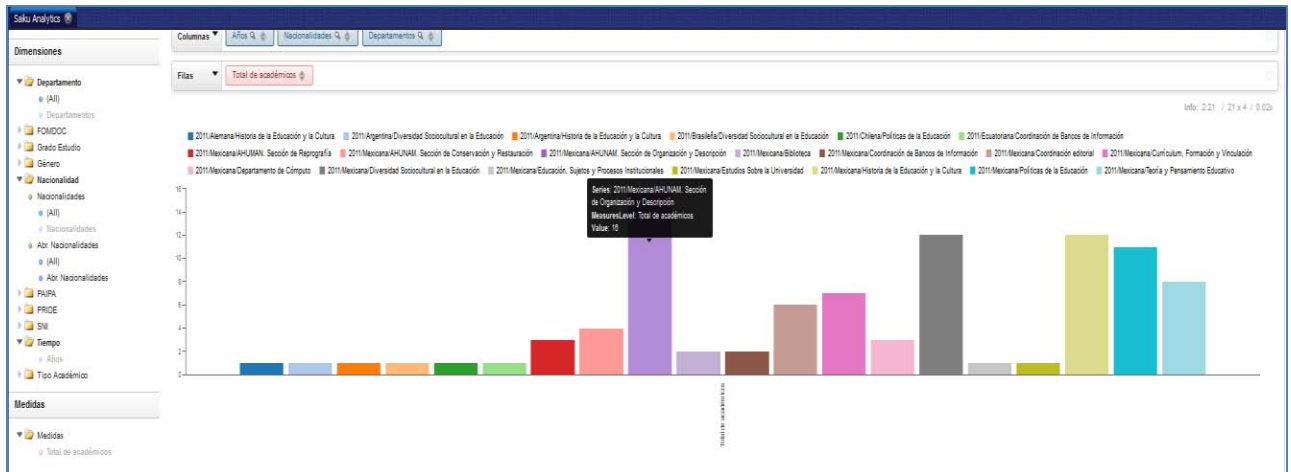 Saiku Analytics
Dimensiones
Departamento
(All)
Departamentos
FOMDOC
Grado Estudio
Género
Nacionalidad
Nacionalidades
(All)
Nacionalidades
Abr. Nacionalidades
(All)
Abr. Nacionalidades
PAIPA
PRIDE
SNI
Tiempo
Años
Tipo Académico
Medidas
Medidas
Total de académicos
Columnas Años Nacionalidades Departamentos
Filas Total de académicos
Info: 2:21 / 21 x 4 / 0.02s
2011/Alemana/Historia de la Educación y la Cultura 2011/Argentina/Diversidad Sociocultural en la Educación 2011/Argentina/Historia de la Educación y la Cultura 2011/Brasileña/Diversidad Sociocultural en la Educación 2011/Chilena/Políticas de la Educación 2011/Ecuatoriana/Coordinación de Bancos de Información
2011/Mexicana/AHUMAN. Sección de Reprografía 2011/Mexicana/AHUNAM. Sección de Conservación y Restauración 2011/Mexicana/AHUNAM. Sección de Organización y Descripción 2011/Mexicana/Biblioteca 2011/Mexicana/Coordinación de Bancos de Información 2011/Mexicana/Coordinación editorial 2011/Mexicana/Currículum, Formación y Vinculación
2011/Mexicana/Departamento de Cómputo 2011/Mexicana/Diversidad Sociocultural en la Educación 2011/Mexicana/Educación, Sujetos y Procesos Institucionales 2011/Mexicana/Estudios Sobre la Universidad 2011/Mexicana/Historia de la Educación y la Cultura 2011/Mexicana/Políticas de la Educación 2011/Mexicana/Teoría y Pensamiento Educativo
Series: 2011/Mexicana/AHUNAM. Sección
de Organización y Descripción
MeasuresLevel: Total de académicos
Value: 16
16
14
12
10
8
6
4
2
0
Total de académicos